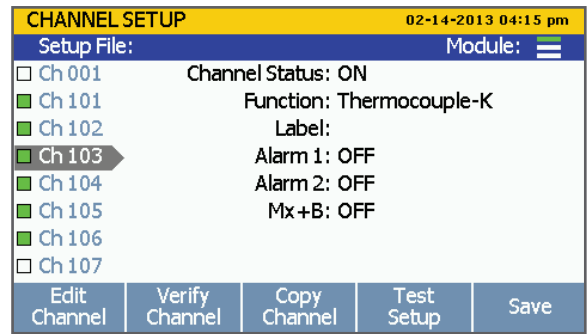 CHANNEL SETUP 02-14-2013 04:15 pm
Setup File: Module:
Ch 001 Channel Status: ON
Ch 101 Function: Thermocouple-K
Ch 102 Label:
Ch 103 Alarm 1: OFF
Ch 104 Alarm 2: OFF
Ch 105 Mx+B: OFF
Ch 106
Ch 107
Edit Channel Verify Channel Copy Channel Test Setup Save